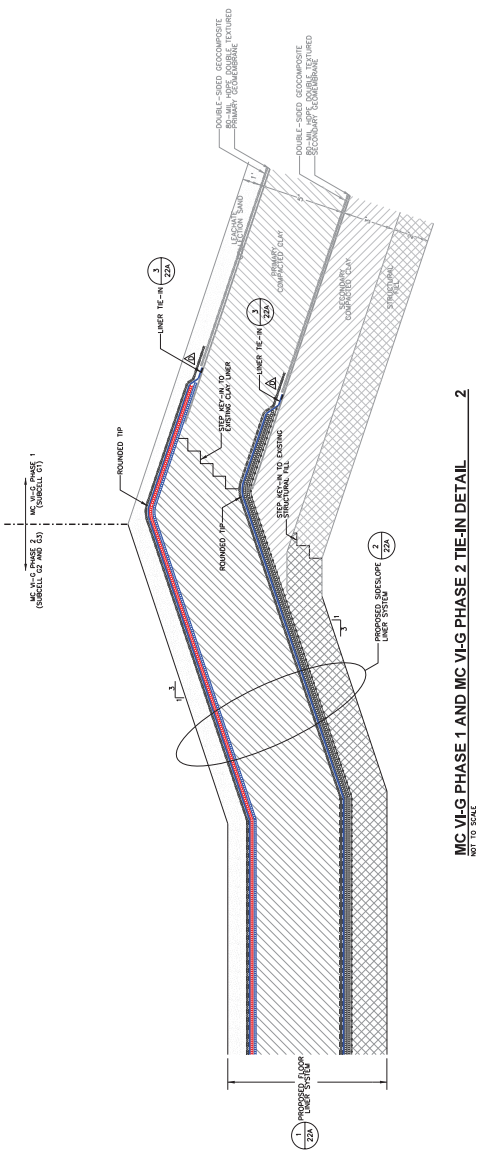 MC VI-G PHASE 2
(SUBCELL G2 AND G3)
MC VI-G PHASE 1
(SUBCELL G1)
ROUNDED TIP
3
22A
LINER TIE-IN
DOUBLE-SIDED GEOCOMPOSITE
80-MIL HDPE DOUBLE TEXTURED
PRIMARY GEOMEMBRANE
1'
LEACHATE
COLLECTION SAND
3
1
STEP KEY-IN TO
EXISTING CLAY LINER
3
22A
LINER TIE-IN
PRIMARY
COMPACTED CLAY
5'
DOUBLE-SIDED GEOCOMPOSITE
80-MIL HDPE DOUBLE TEXTURED
SECONDARY GEOMEMBRANE
ROUNDED TIP
STEP KEY-IN TO EXISTING
STRUCTURAL FILL
SECONDARY
COMPACTED CLAY
3'
STRUCTURAL
FILL
2'
1
3
2
22A
PROPOSED SIDESLOPE
LINER SYSTEM
1
22A
PROPOSED FLOOR
LINER SYSTEM
MC VI-G PHASE 1 AND MC VI-G PHASE 2 TIE-IN DETAIL 2
NOT TO SCALE